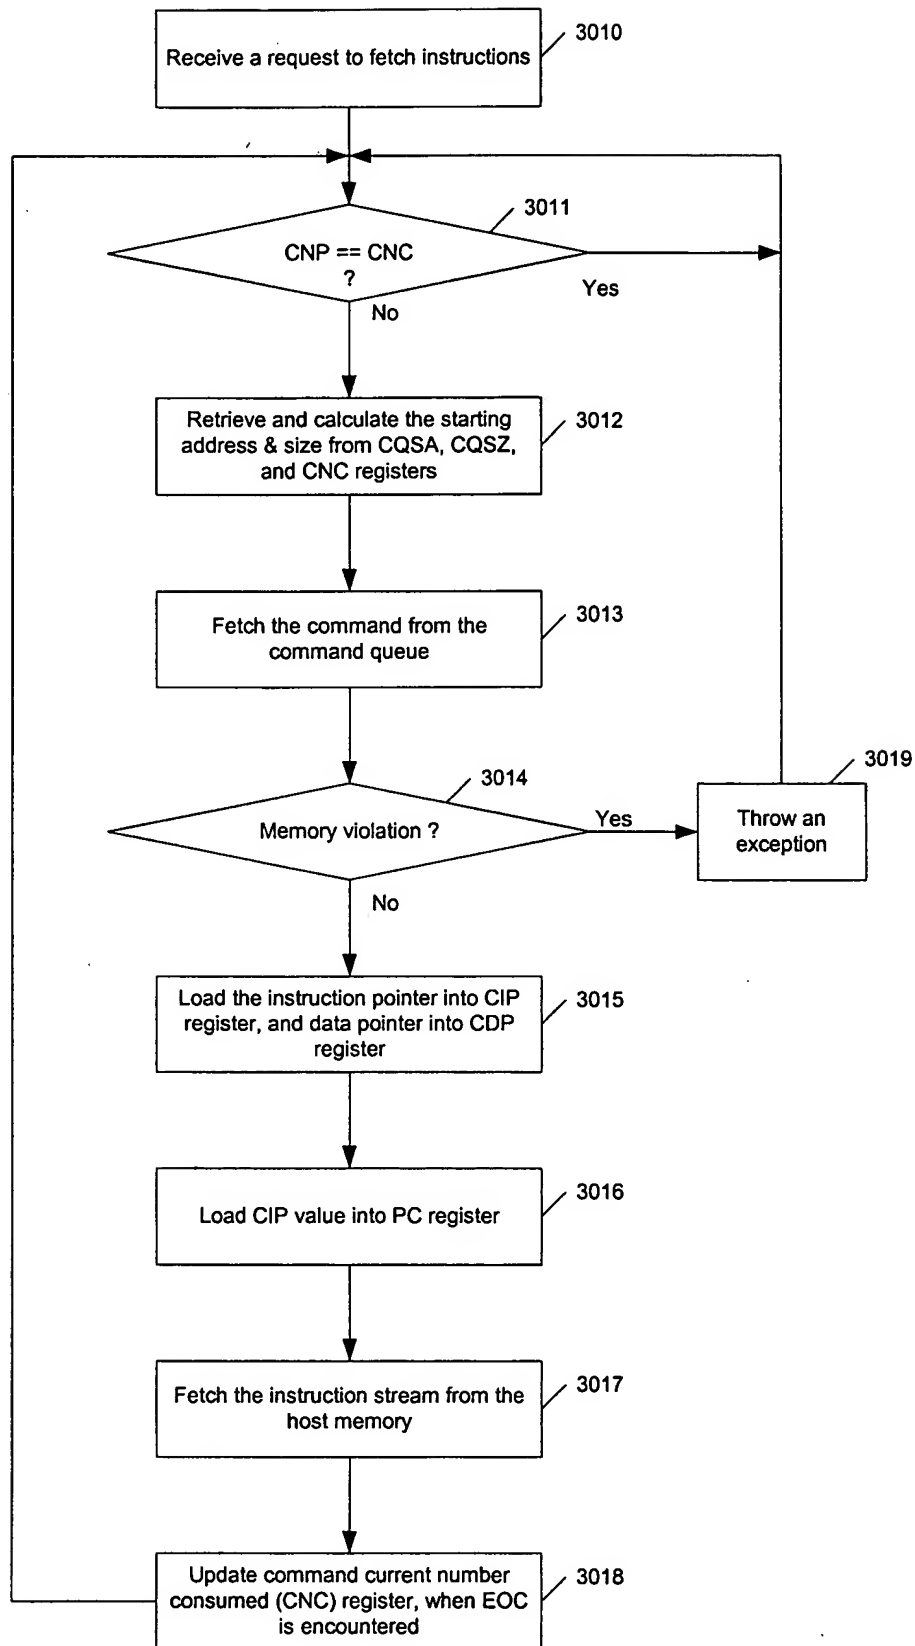 Receive a request to fetch instructions
3010
3011
CNP == CNC
?
Yes
No
Retrieve and calculate the starting
address & size from CQSA, CQSZ,
and CNC registers
3012
Fetch the command from the
command queue
3013
3014
Memory violation ?
Yes
No
3019
Throw an
exception
Load the instruction pointer into CIP
register, and data pointer into CDP
register
3015
Load CIP value into PC register
3016
Fetch the instruction stream from the
host memory
3017
Update command current number
consumed (CNC) register, when EOC
is encountered
3018